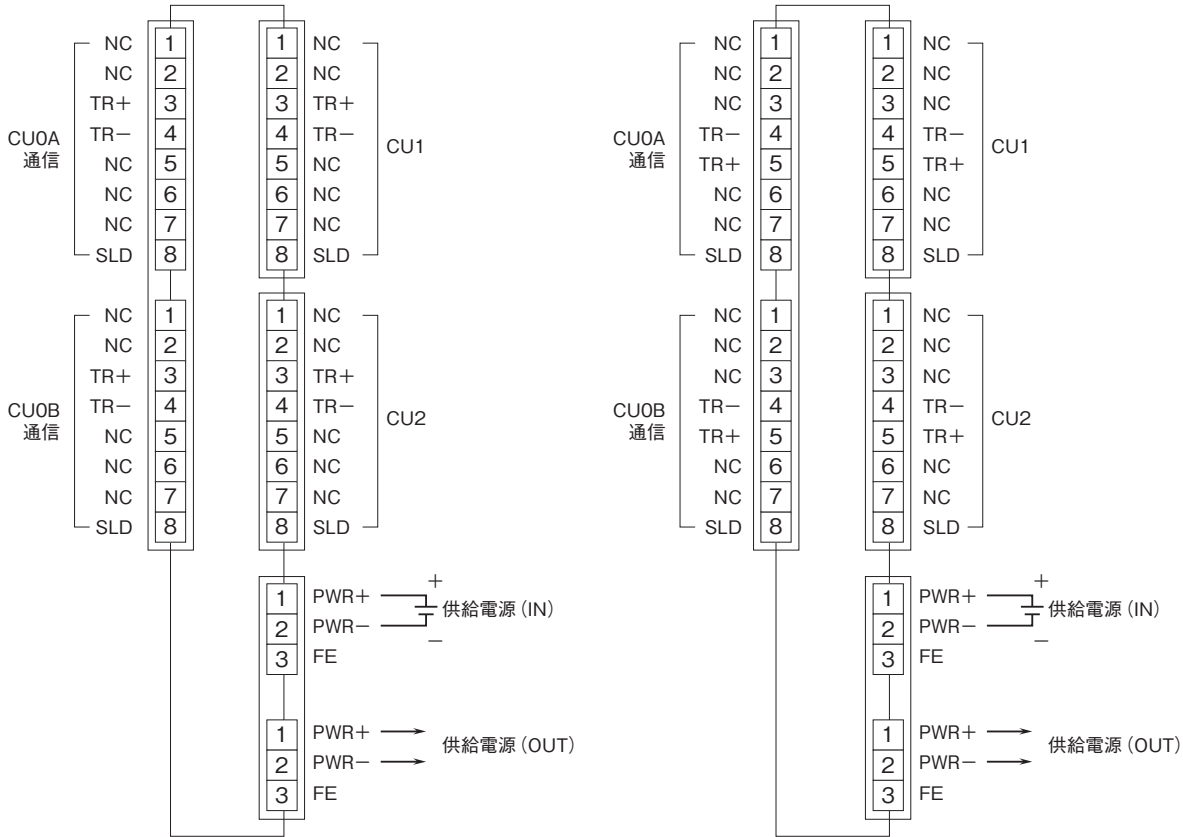 NC 1 1 NC
NC 2 2 NC
TR+ 3 3 TR+
TR− 4 4 TR−
CU0A
通信
CU1
NC 5 5 NC
NC 6 6 NC
NC 7 7 NC
SLD 8 8 SLD
NC 1 1 NC
NC 2 2 NC
TR+ 3 3 TR+
TR− 4 4 TR−
CU0B
通信
CU2
NC 5 5 NC
NC 6 6 NC
NC 7 7 NC
SLD 8 8 SLD
1 PWR+ +
供給電源(IN)
2 PWR− −
3 FE
1 PWR+
供給電源(OUT)
2 PWR−
3 FE
NC 1 1 NC
NC 2 2 NC
NC 3 3 NC
TR− 4 4 TR−
CU0A
通信
CU1
TR+ 5 5 TR+
NC 6 6 NC
NC 7 7 NC
SLD 8 8 SLD
NC 1 1 NC
NC 2 2 NC
NC 3 3 NC
TR− 4 4 TR−
CU0B
通信
CU2
TR+ 5 5 TR+
NC 6 6 NC
NC 7 7 NC
SLD 8 8 SLD
1 PWR+ +
供給電源(IN)
2 PWR− −
3 FE
1 PWR+
供給電源(OUT)
2 PWR−
3 FE